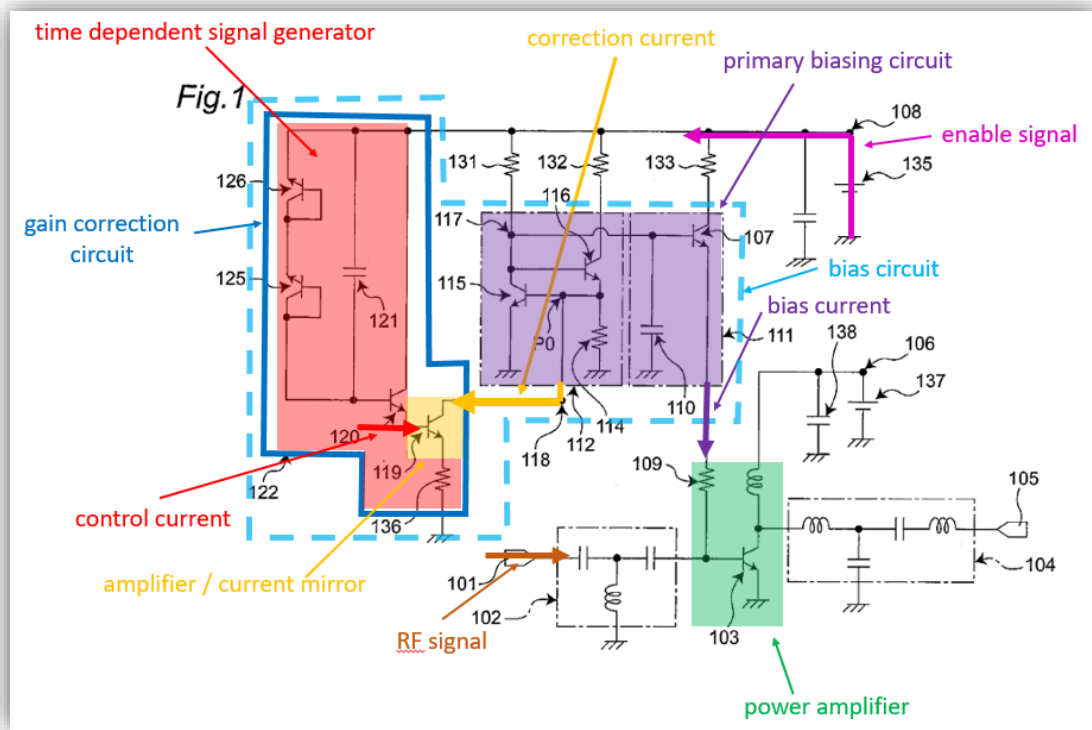 time dependent signal generator
correction current
primary biasing circuit
Fig.1
108
enable signal
131
132
133
135
126
116
117
107
gain correction
circuit
bias circuit
125
115
121
bias current
P0
111
138
106
110
137
120
118
112
114
119
109
122
105
control current
136
104
amplifier / current mirror
101
102
103
RF signal
power amplifier